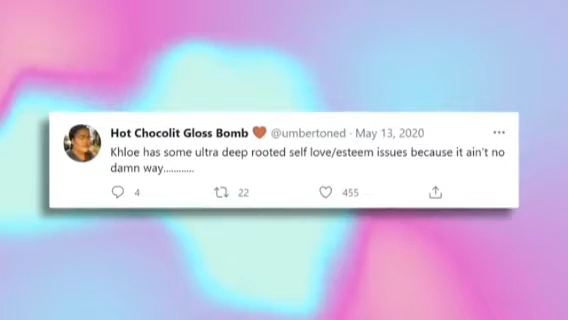 Hot Chocolit Gloss Bomb 🤎 @umbertoned · May 13, 2020
Khloe has some ultra deep rooted self love/esteem issues because it ain't no
damn way............
4 22 455